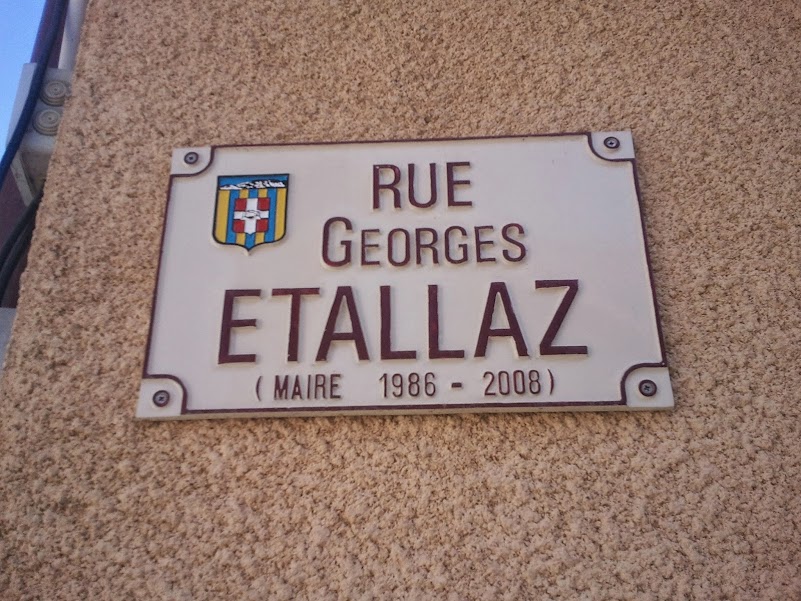 RUE
GEORGES
ETALLAZ
( MAIRE 1986 - 2008 )